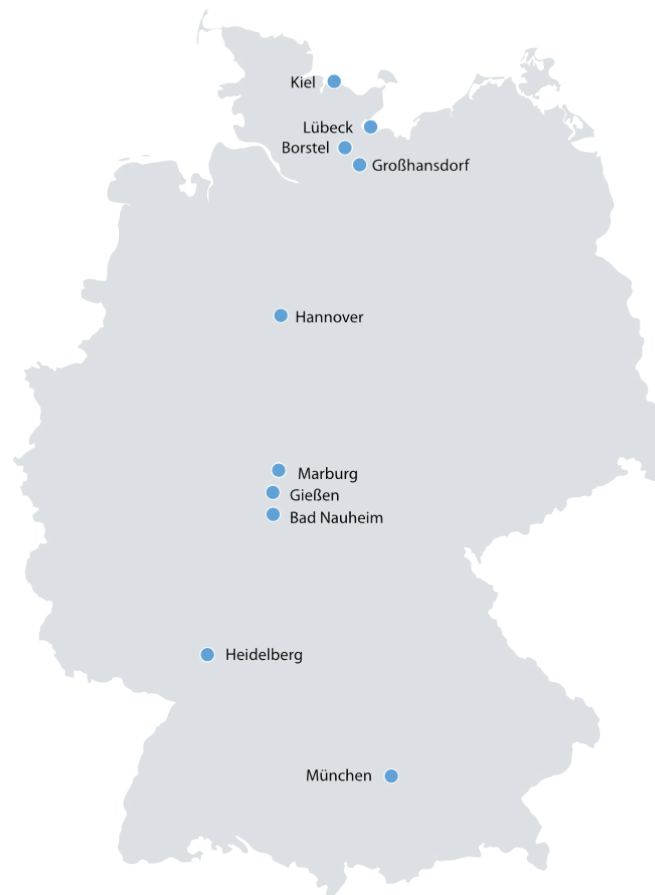 Kiel
Lübeck
Borstel
Großhansdorf
Hannover
Marburg
Gießen
Bad Nauheim
Heidelberg
München